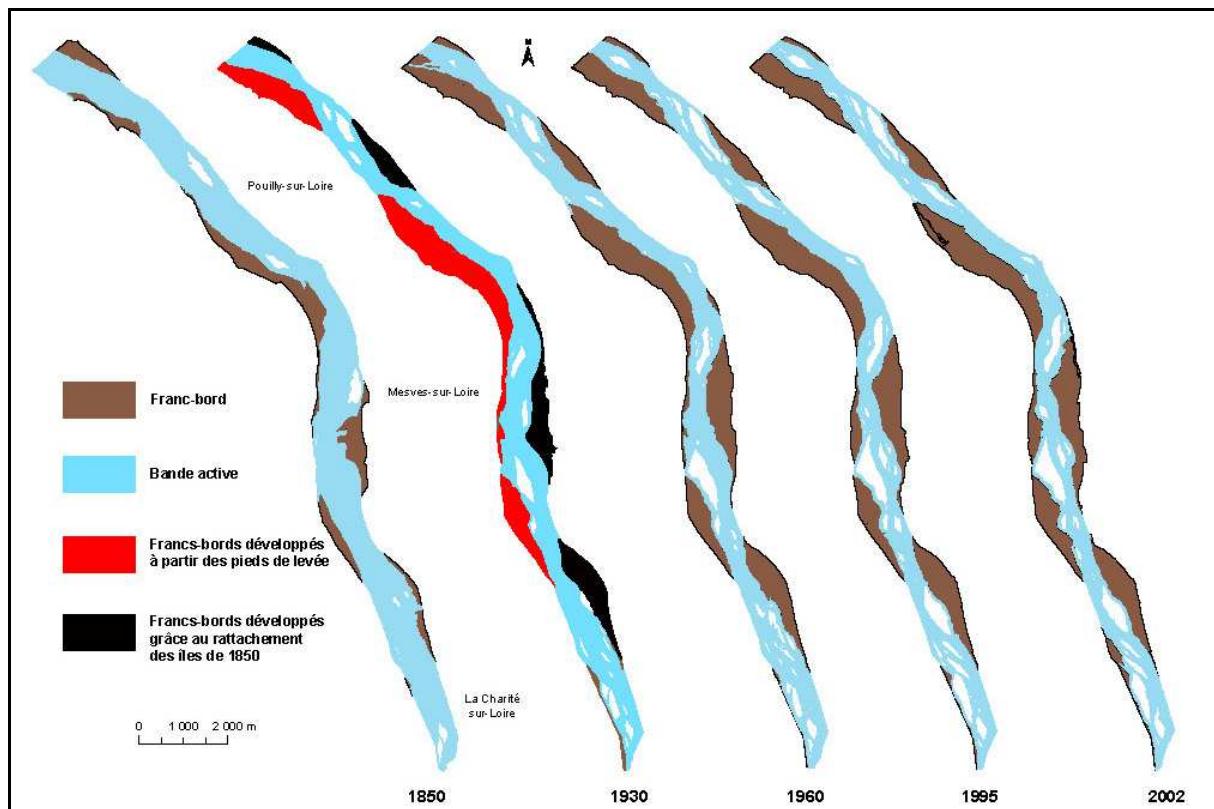 N
Pouilly-sur-Loire
Mesves-sur-Loire
La Charité
sur-Loire
Franc-bord
Bande active
Francs-bords développés
à partir des pieds de levée
Francs-bords développés
grâce au rattachement
des îles de 1850
0 1 000 2 000 m
1850 1930 1960 1995 2002